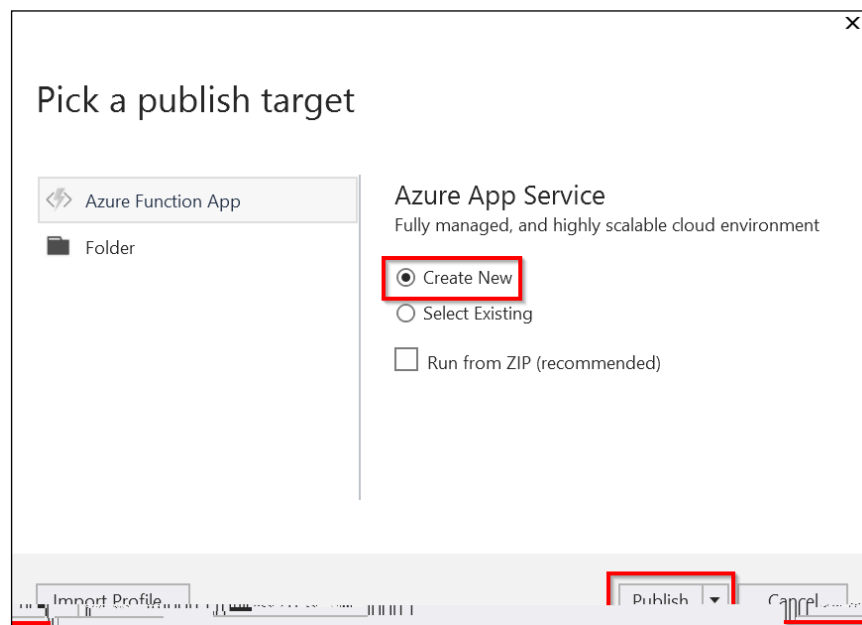 Pick a publish target
Azure Function App
Folder
Azure App Service
Fully managed, and highly scalable cloud environment
Create New
Select Existing
Run from ZIP (recommended)
Import Profile
Publish
Cancel